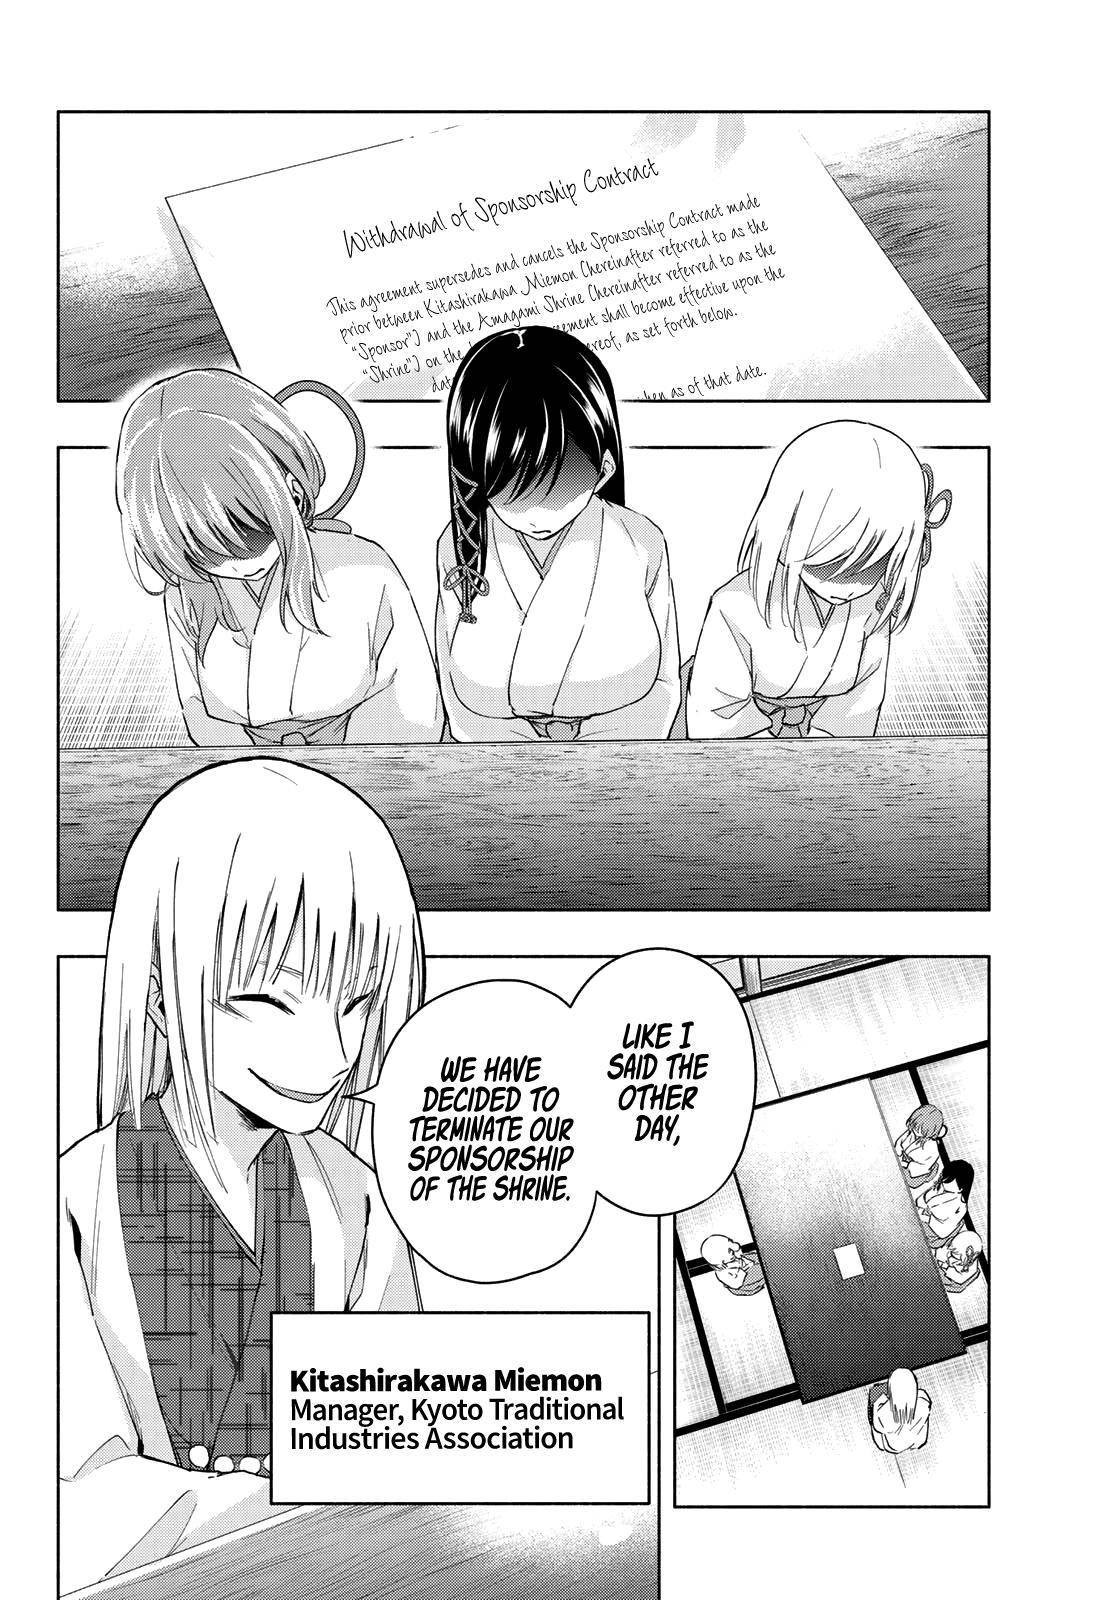 Withdrawal of Sponsorship Contract
This agreement supersedes and cancels the Sponsorship Contract made
prior between Kitashirakawa Miemon (hereinafter referred to as the
"Sponsor") and the Amagami Shrine (hereinafter referred to as the
"Shrine") on the
shall become effective upon the
as set forth below.
as of that date.
LIKE I
SAID THE
OTHER
DAY,
WE HAVE
DECIDED TO
TERMINATE OUR
SPONSORSHIP
OF THE SHRINE.
Kitashirakawa Miemon
Manager, Kyoto Traditional
Industries Association